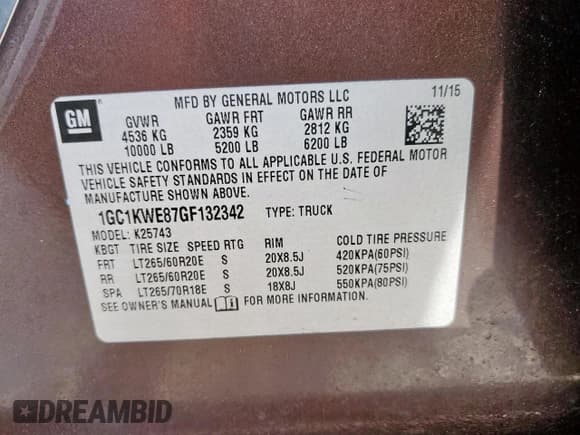 MFD BY GENERAL MOTORS LLC 11/15
GM
GVWR GAWR FRT GAWR RR
4536 KG 2359 KG 2812 KG
10000 LB 5200 LB 6200 LB
THIS VEHICLE CONFORMS TO ALL APPLICABLE U.S. FEDERAL MOTOR
VEHICLE SAFETY STANDARDS IN EFFECT ON THE DATE OF
MANUFACTURE SHOWN ABOVE.
1GC1KWE87GF132342 TYPE: TRUCK
MODEL: K25743
KBGT TIRE SIZE SPEED RTG RIM COLD TIRE PRESSURE
FRT LT265/60R20E S 20X8.5J 420KPA(60PSI)
RR LT265/60R20E S 20X8.5J 520KPA(75PSI)
SPA LT265/70R18E S 18X8J 550KPA(80PSI)
SEE OWNER'S MANUAL i FOR MORE INFORMATION.
DREAMBID